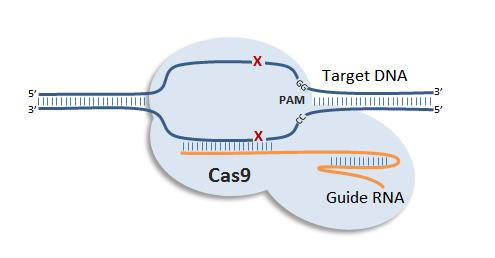 X
GG
Target DNA
5’
3’
PAM
3’
5’
CC
X
Cas9
Guide RNA